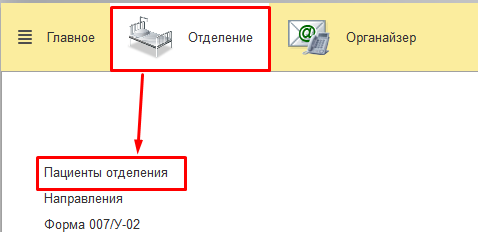 Главное Отделение @ Органайзер
Пациенты отделения
Направления
Форма 007/У-02